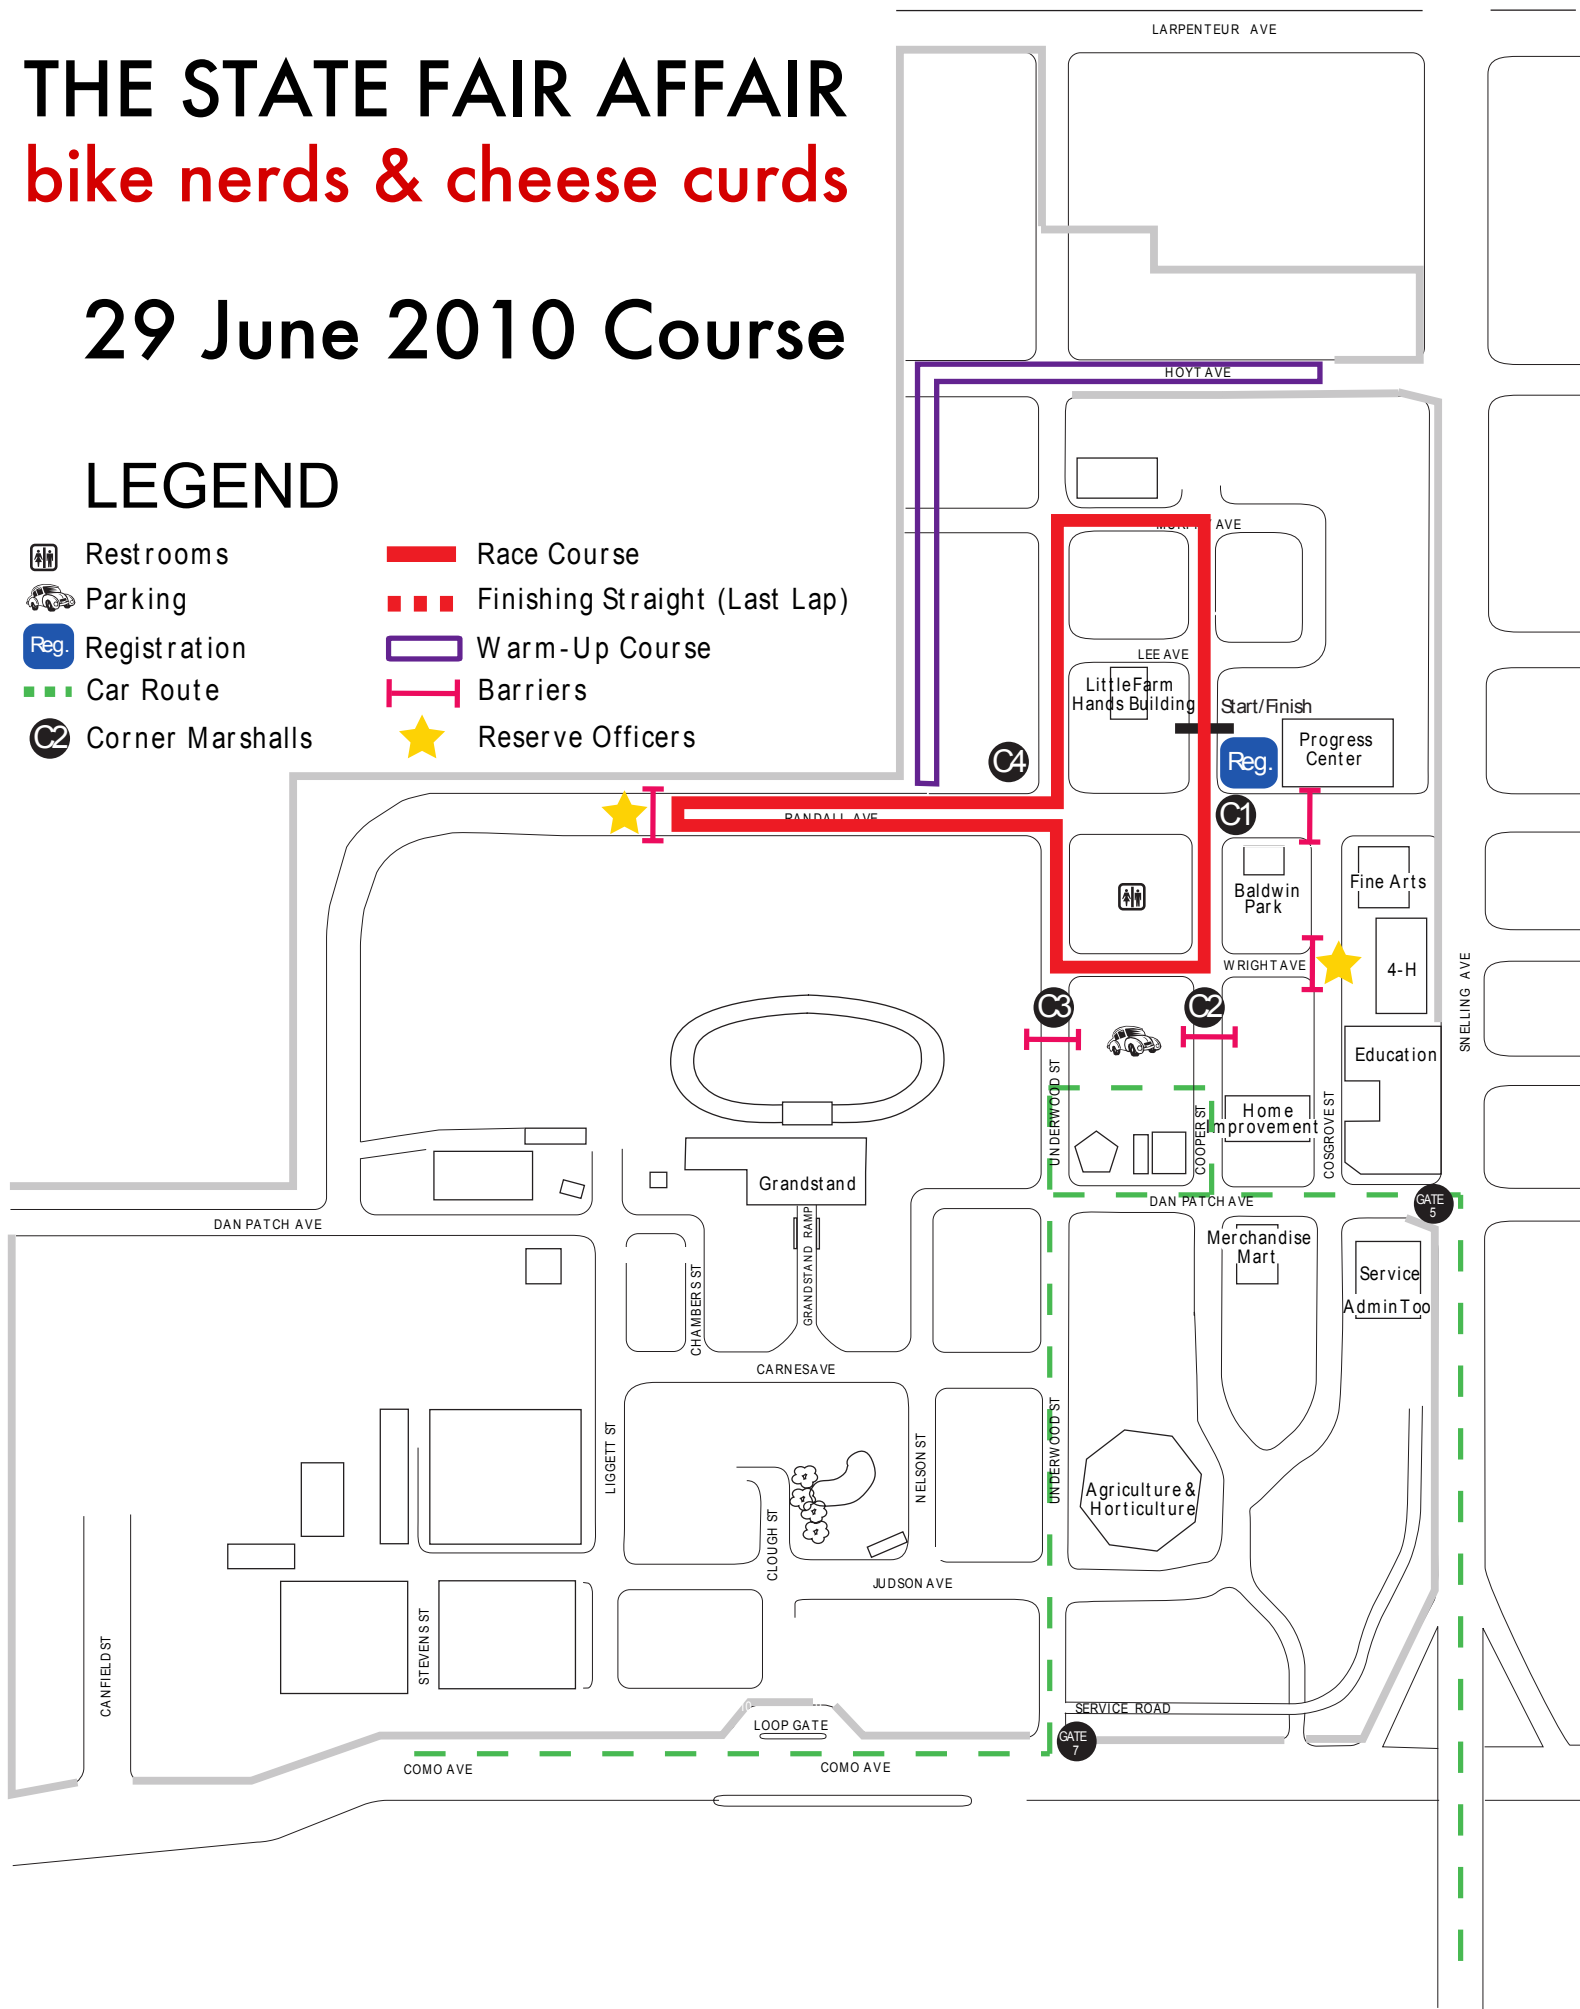 THE STATE FAIR AFFAIR
bike nerds & cheese curds
29 June 2010 Course
LEGEND
Restrooms
Parking
Reg. Registration
Car Route
C2 Corner Marshalls
Race Course
Finishing Straight (Last Lap)
Warm-Up Course
Barriers
Reserve Officers
LARPENTEUR AVE
HOYT AVE
AVE
LEE AVE
Little Farm
Hands Building
Start/Finish
Reg.
Progress
Center
C4
C1
RANDALL AVE
Baldwin
Park
Fine Arts
WRIGHT AVE
4-H
SNELLING AVE
C3
C2
Education
UNDERWOOD ST
COOPER ST
Home
Improvement
COSGROVE ST
Grandstand
DAN PATCH AVE
DAN PATCH AVE
GATE
5
GRANDSTAND RAMP
CHAMBERS ST
Merchandise
Mart
Service
Admin Too
CARNES AVE
LIGGETT ST
NELSON ST
UNDERWOOD ST
Agriculture &
Horticulture
CLOUGH ST
JUDSON AVE
CANFIELD ST
STEVENS ST
SERVICE ROAD
LOOP GATE
GATE
7
COMO AVE
COMO AVE